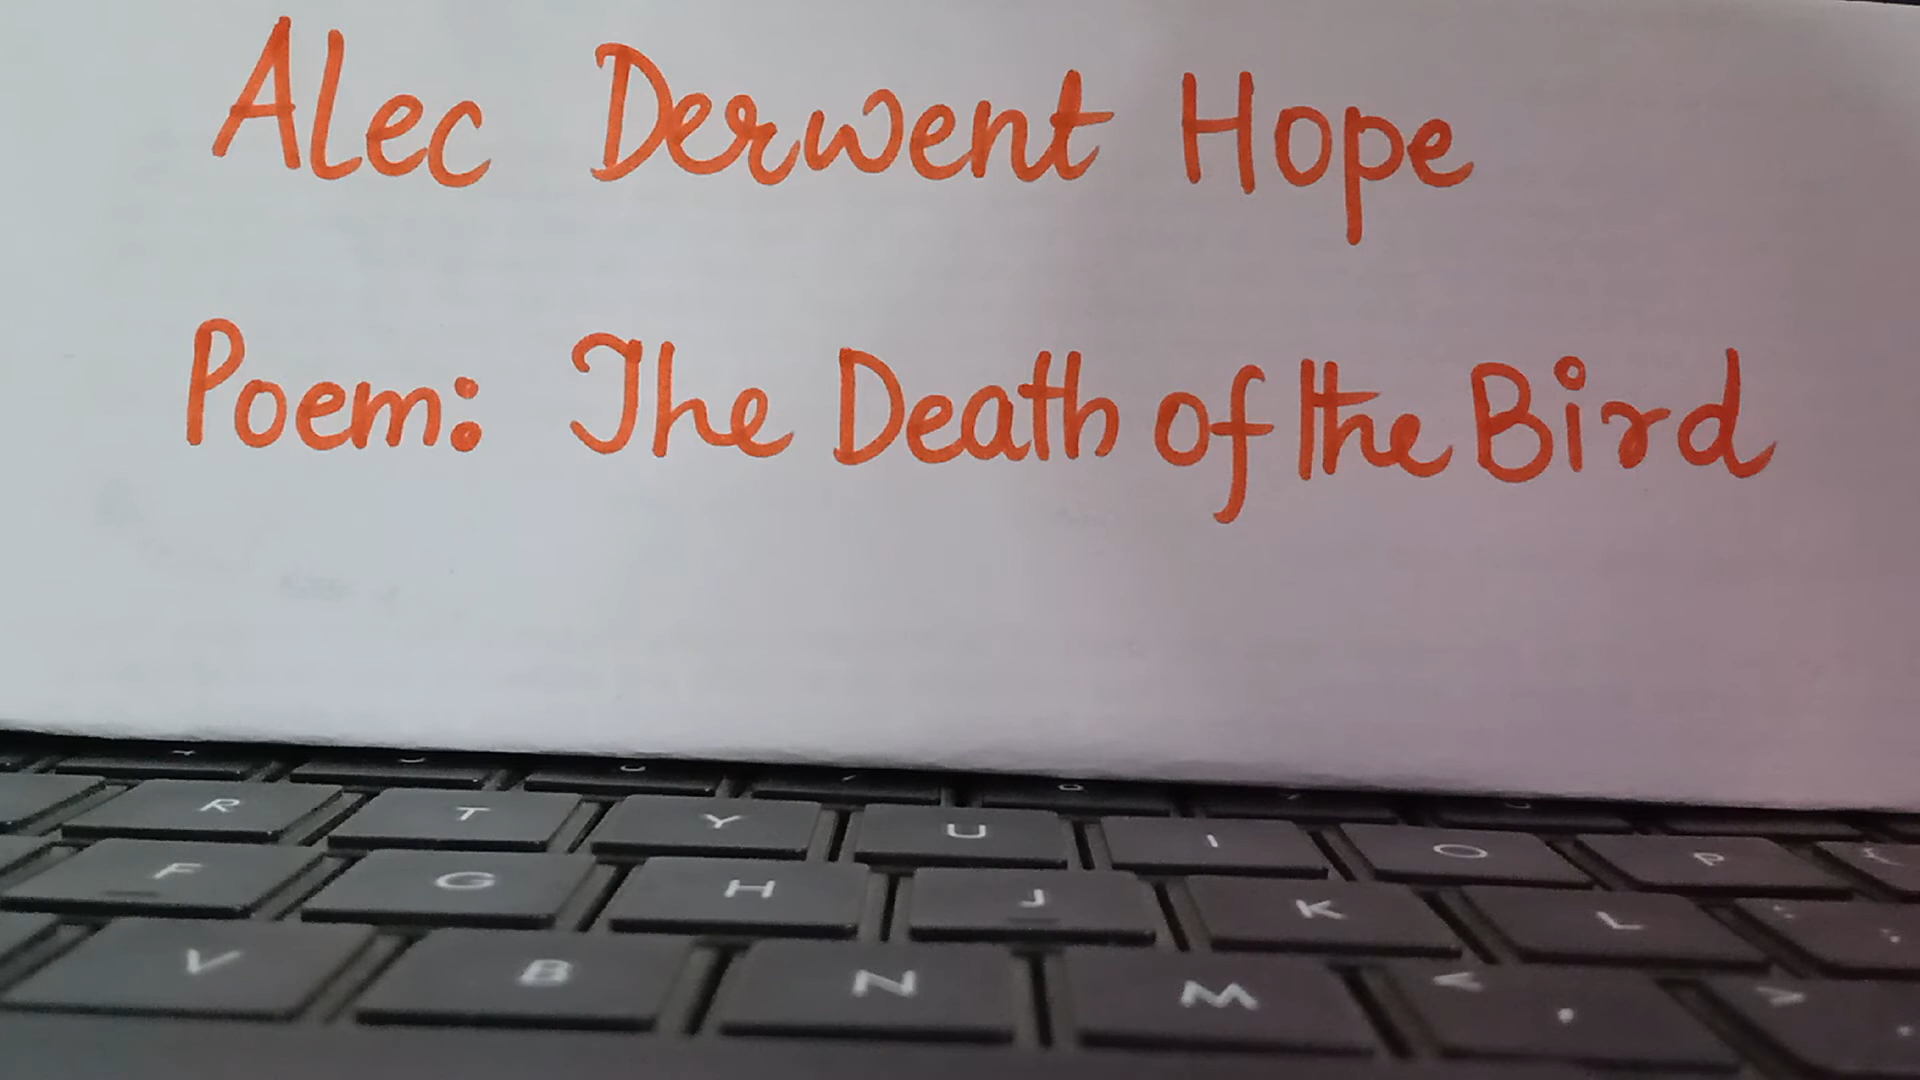 Alec Derwent Hope
Poem: The Death of the Bird
R T Y U I O P {
F G H J K L : ;
V B N M < , > .